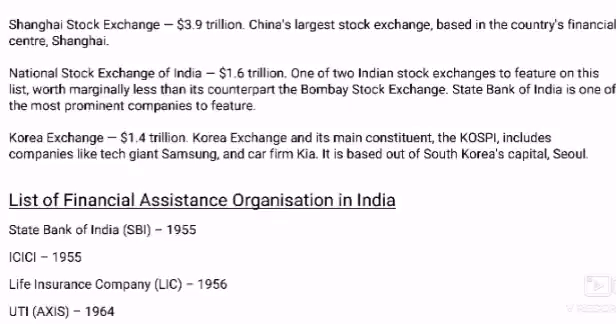 Shanghai Stock Exchange – $3.9 trillion. China's largest stock exchange, based in the country's financial
centre, Shanghai.
National Stock Exchange of India – $1.6 trillion. One of two Indian stock exchanges to feature on this
list, worth marginally less than its counterpart the Bombay Stock Exchange. State Bank of India is one of
the most prominent companies to feature.
Korea Exchange – $1.4 trillion. Korea Exchange and its main constituent, the KOSPI, includes
companies like tech giant Samsung, and car firm Kia. It is based out of South Korea's capital, Seoul.
List of Financial Assistance Organisation in India
State Bank of India (SBI) – 1955
ICICI – 1955
Life Insurance Company (LIC) – 1956
UTI (AXIS) – 1964